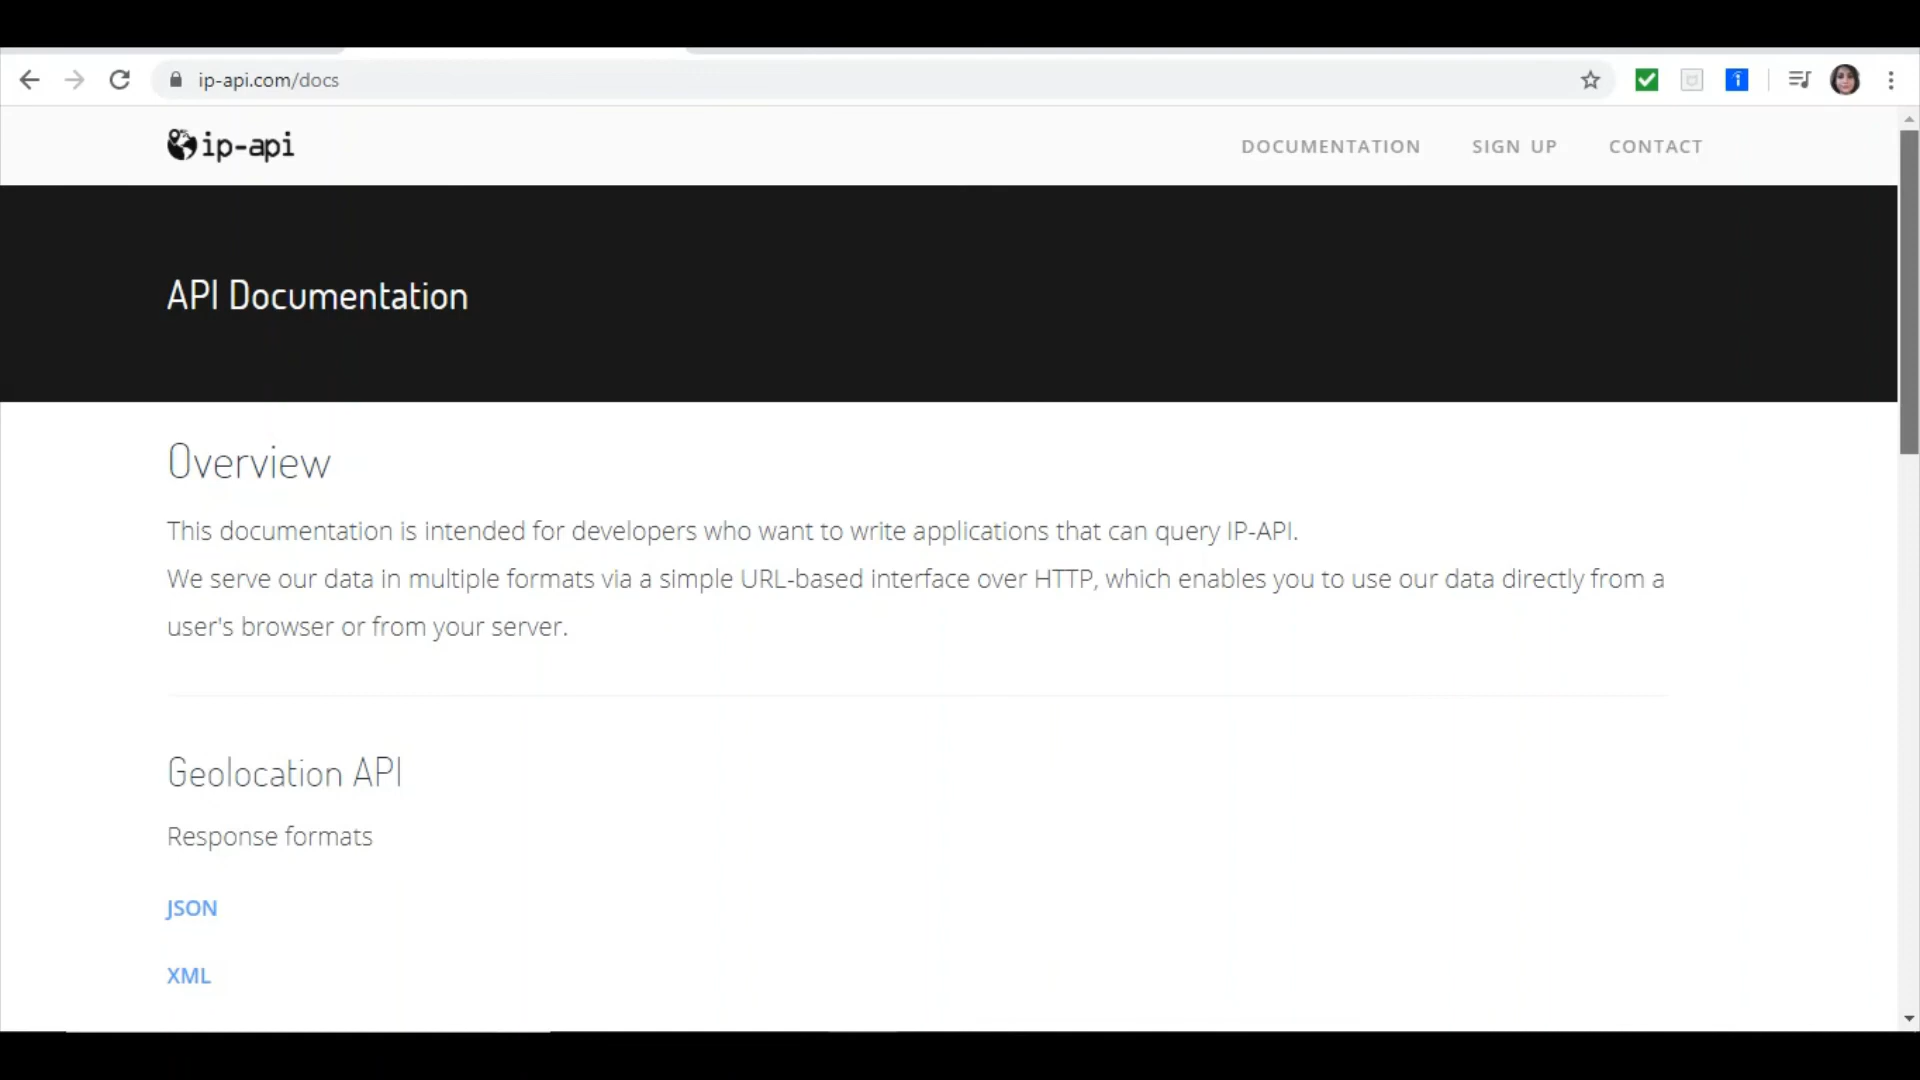 ip-api.com/docs
ip-api
DOCUMENTATION
SIGN UP
CONTACT
API Documentation
Overview
This documentation is intended for developers who want to write applications that can query IP-API.
We serve our data in multiple formats via a simple URL-based interface over HTTP, which enables you to use our data directly from a
user's browser or from your server.
Geolocation API
Response formats
JSON
XML